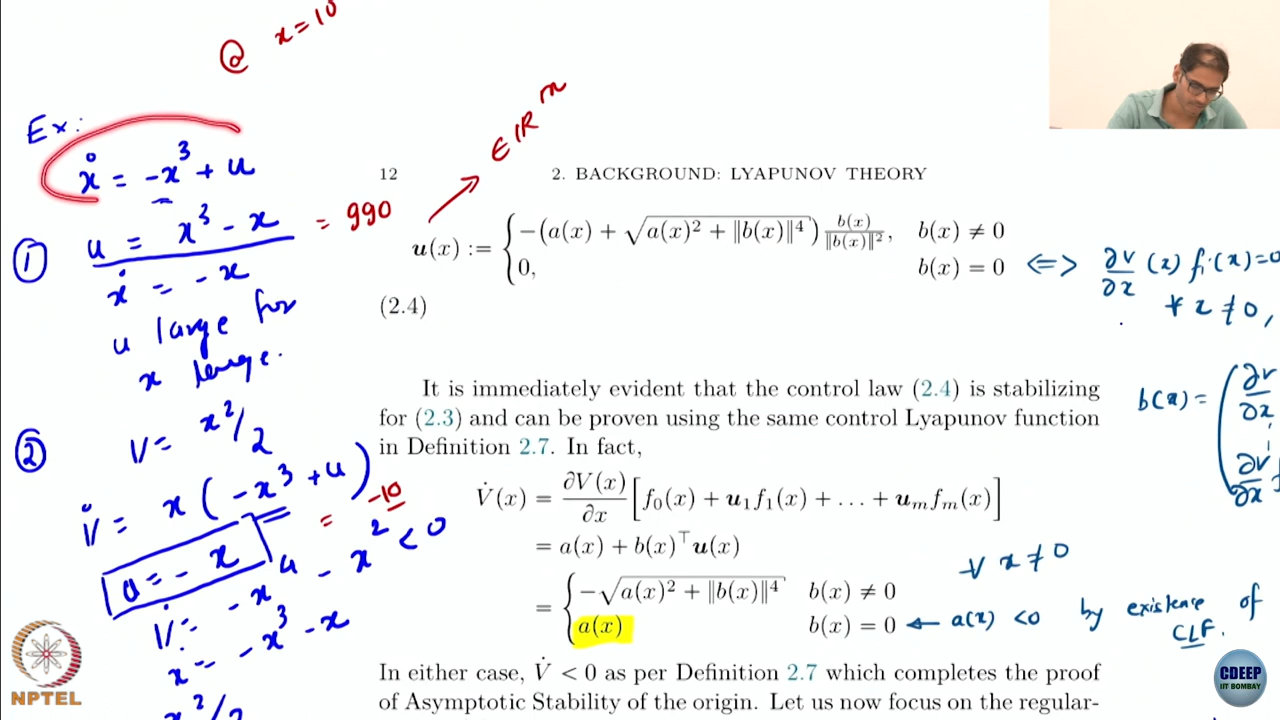 @ x=10
Ex:
ẋ = -x³ + u
① u = x³ - x = 990
ẋ = -x
u large for
x large.
② V = x²/2
V̇ = x(-x³ + u)
u = -x = -10
V̇ = -x⁴ - x² < 0
ẋ = -x³ - x
x²/2
∈ ℝᵐ
12 2. BACKGROUND: LYAPUNOV THEORY
u(x) := { -(a(x) + √(a(x)² + ‖b(x)‖⁴)) b(x)/‖b(x)‖², b(x) ≠ 0
0, b(x) = 0 ⟺ ∂V/∂x (x) fᵢ(x)=0
∀ x ≠ 0,
(2.4)
It is immediately evident that the control law (2.4) is stabilizing
for (2.3) and can be proven using the same control Lyapunov function
in Definition 2.7. In fact,
b(x) = (∂V/∂x
∂V/∂x f
V̇(x) = ∂V(x)/∂x [f₀(x) + u₁f₁(x) + ... + uₘfₘ(x)]
= a(x) + b(x)⊤u(x)
∀ x ≠ 0
= { -√(a(x)² + ‖b(x)‖⁴) b(x) ≠ 0
a(x) b(x) = 0 ← a(x) < 0 by existence of
CLF.
In either case, V̇ < 0 as per Definition 2.7 which completes the proof
of Asymptotic Stability of the origin. Let us now focus on the regular-
NPTEL
CDEEP
IIT BOMBAY